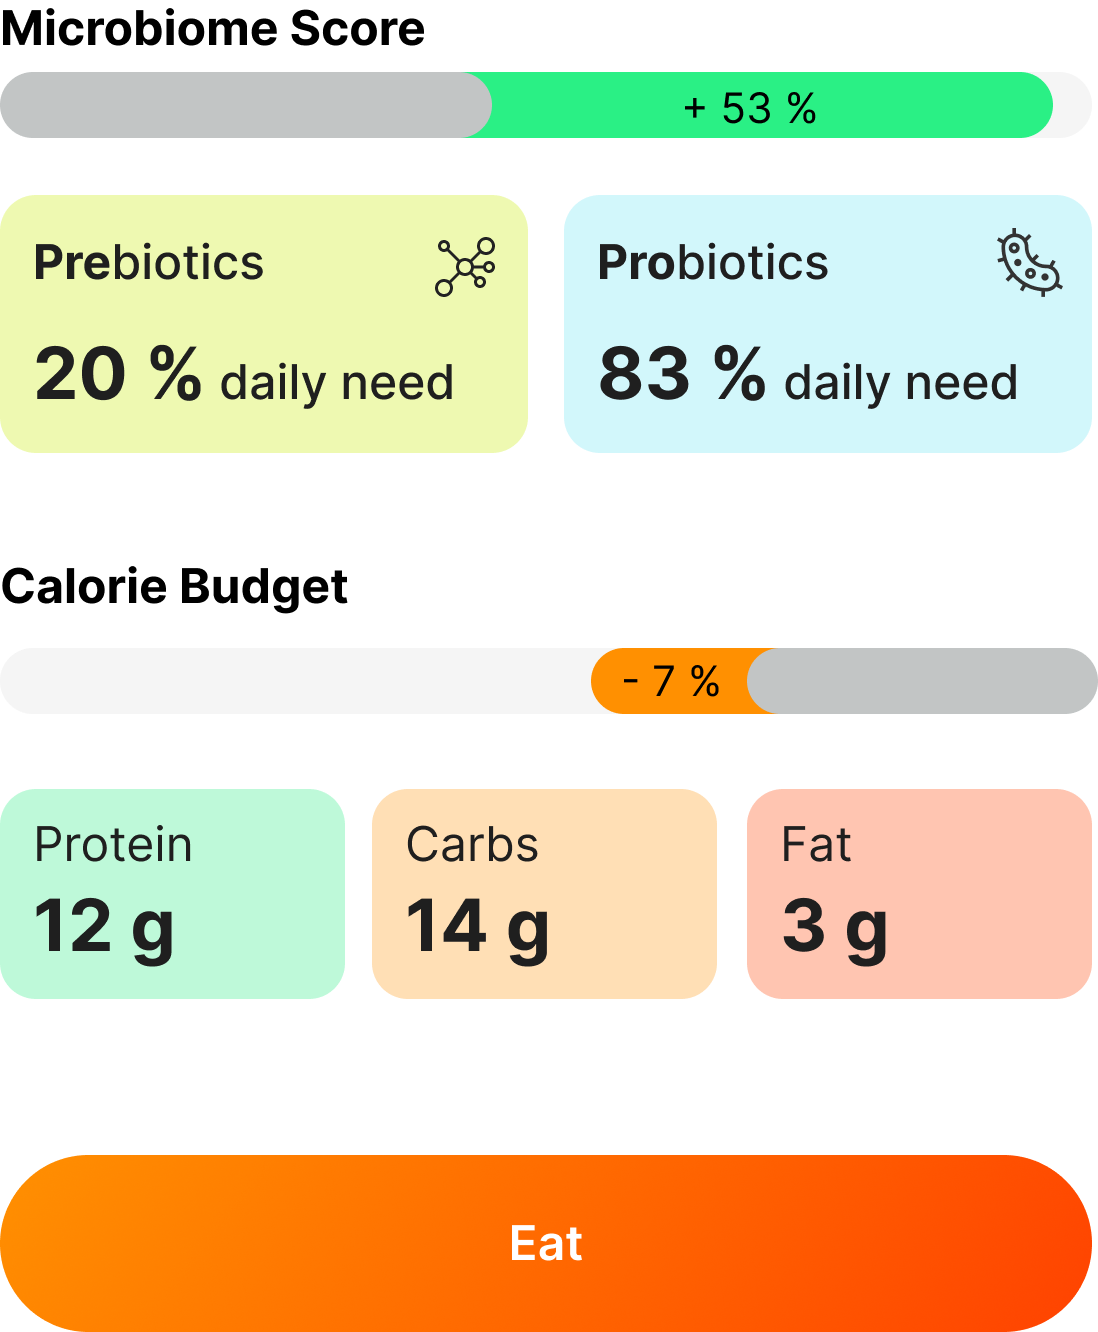 Microbiome Score
+ 53 %
Prebiotics
20 % daily need
Probiotics
83 % daily need
Calorie Budget
- 7 %
Protein
12 g
Carbs
14 g
Fat
3 g
Eat